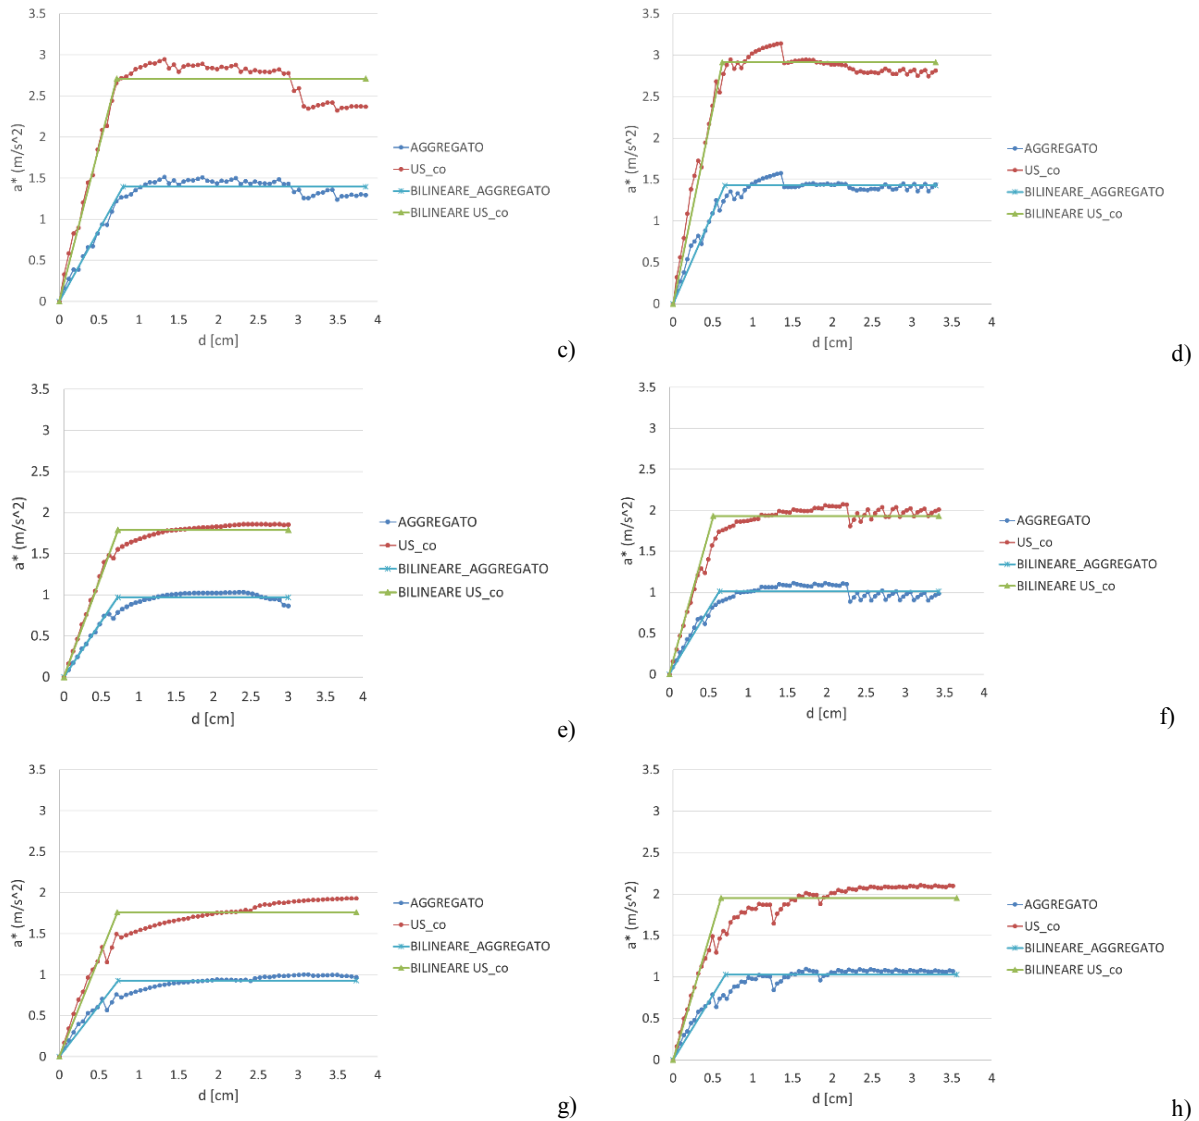 3.5
3
2.5
2
1.5
1
0.5
0
a* (m/s^2)
0 0.5 1 1.5 2 2.5 3 3.5 4
d [cm]
AGGREGATO
US_co
BILINEARE_AGGREGATO
BILINEARE US_co
c)
3.5
3
2.5
2
1.5
1
0.5
0
a* (m/s^2)
0 0.5 1 1.5 2 2.5 3 3.5 4
d [cm]
AGGREGATO
US_co
BILINEARE_AGGREGATO
BILINEARE US_co
d)
3.5
3
2.5
2
1.5
1
0.5
0
a* (m/s^2)
0 0.5 1 1.5 2 2.5 3 3.5 4
d [cm]
AGGREGATO
US_co
BILINEARE_AGGREGATO
BILINEARE US_co
e)
3.5
3
2.5
2
1.5
1
0.5
0
a* (m/s^2)
0 0.5 1 1.5 2 2.5 3 3.5 4
d [cm]
AGGREGATO
US_co
BILINEARE_AGGREGATO
BILINEARE US_co
f)
3.5
3
2.5
2
1.5
1
0.5
0
a* (m/s^2)
0 0.5 1 1.5 2 2.5 3 3.5 4
d [cm]
AGGREGATO
US_co
BILINEARE_AGGREGATO
BILINEARE US_co
g)
3.5
3
2.5
2
1.5
1
0.5
0
a* (m/s^2)
0 0.5 1 1.5 2 2.5 3 3.5 4
d [cm]
AGGREGATO
US_co
BILINEARE_AGGREGATO
BILINEARE US_co
h)